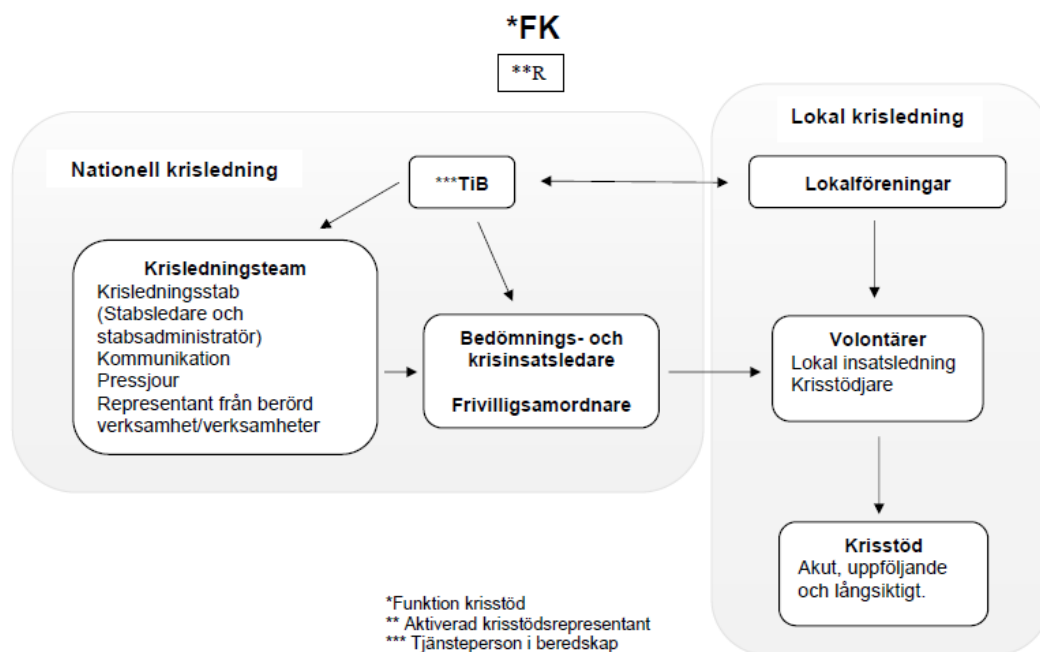 *FK
**R
Nationell krisledning
***TiB
Krisledningsteam
Krisledningsstab
(Stabsledare och
stabsadministratör)
Kommunikation
Pressjour
Representant från berörd
verksamhet/verksamheter
Bedömnings- och
krisinsatsledare
Frivilligsamordnare
Lokal krisledning
Lokalföreningar
Volontärer
Lokal insatsledning
Krisstödjare
Krisstöd
Akut, uppföljande
och långsiktigt.
*Funktion krisstöd
** Aktiverad krisstödsrepresentant
*** Tjänsteperson i beredskap